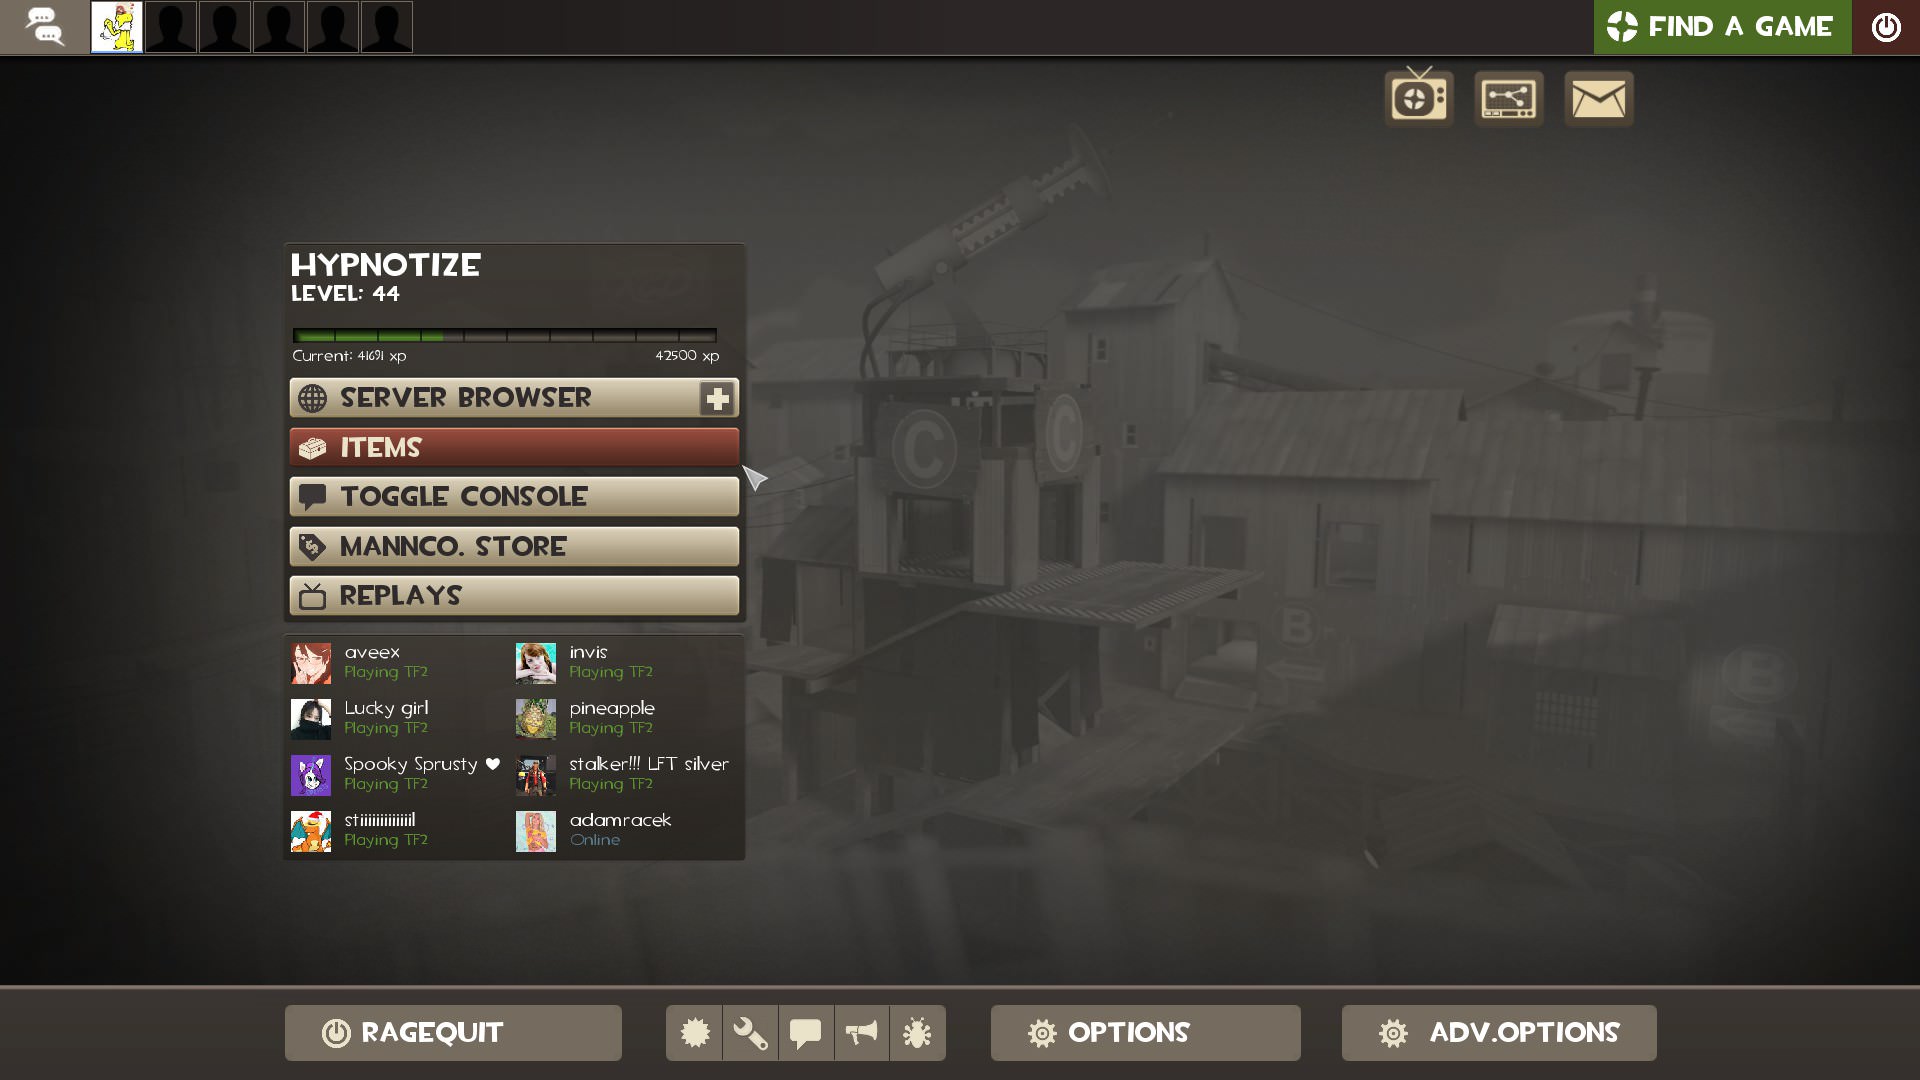 FIND A GAME
HYPNOTIZE
LEVEL: 44
Current: 41691 xp
42500 xp
SERVER BROWSER
ITEMS
TOGGLE CONSOLE
MANNCO. STORE
REPLAYS
aveex
Playing TF2
invis
Playing TF2
Lucky girl
Playing TF2
pineapple
Playing TF2
Spooky Sprusty ♥
Playing TF2
stalker!!! LFT silver
Playing TF2
stiiiiiiiiiiiil
Playing TF2
adamracek
Online
C
C
B
B
RAGEQUIT
OPTIONS
ADV.OPTIONS